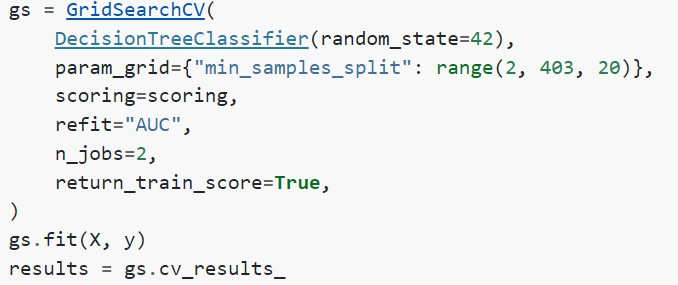 gs = GridSearchCV(
    DecisionTreeClassifier(random_state=42),
    param_grid={"min_samples_split": range(2, 403, 20)},
    scoring=scoring,
    refit="AUC",
    n_jobs=2,
    return_train_score=True,
)
gs.fit(X, y)
results = gs.cv_results_